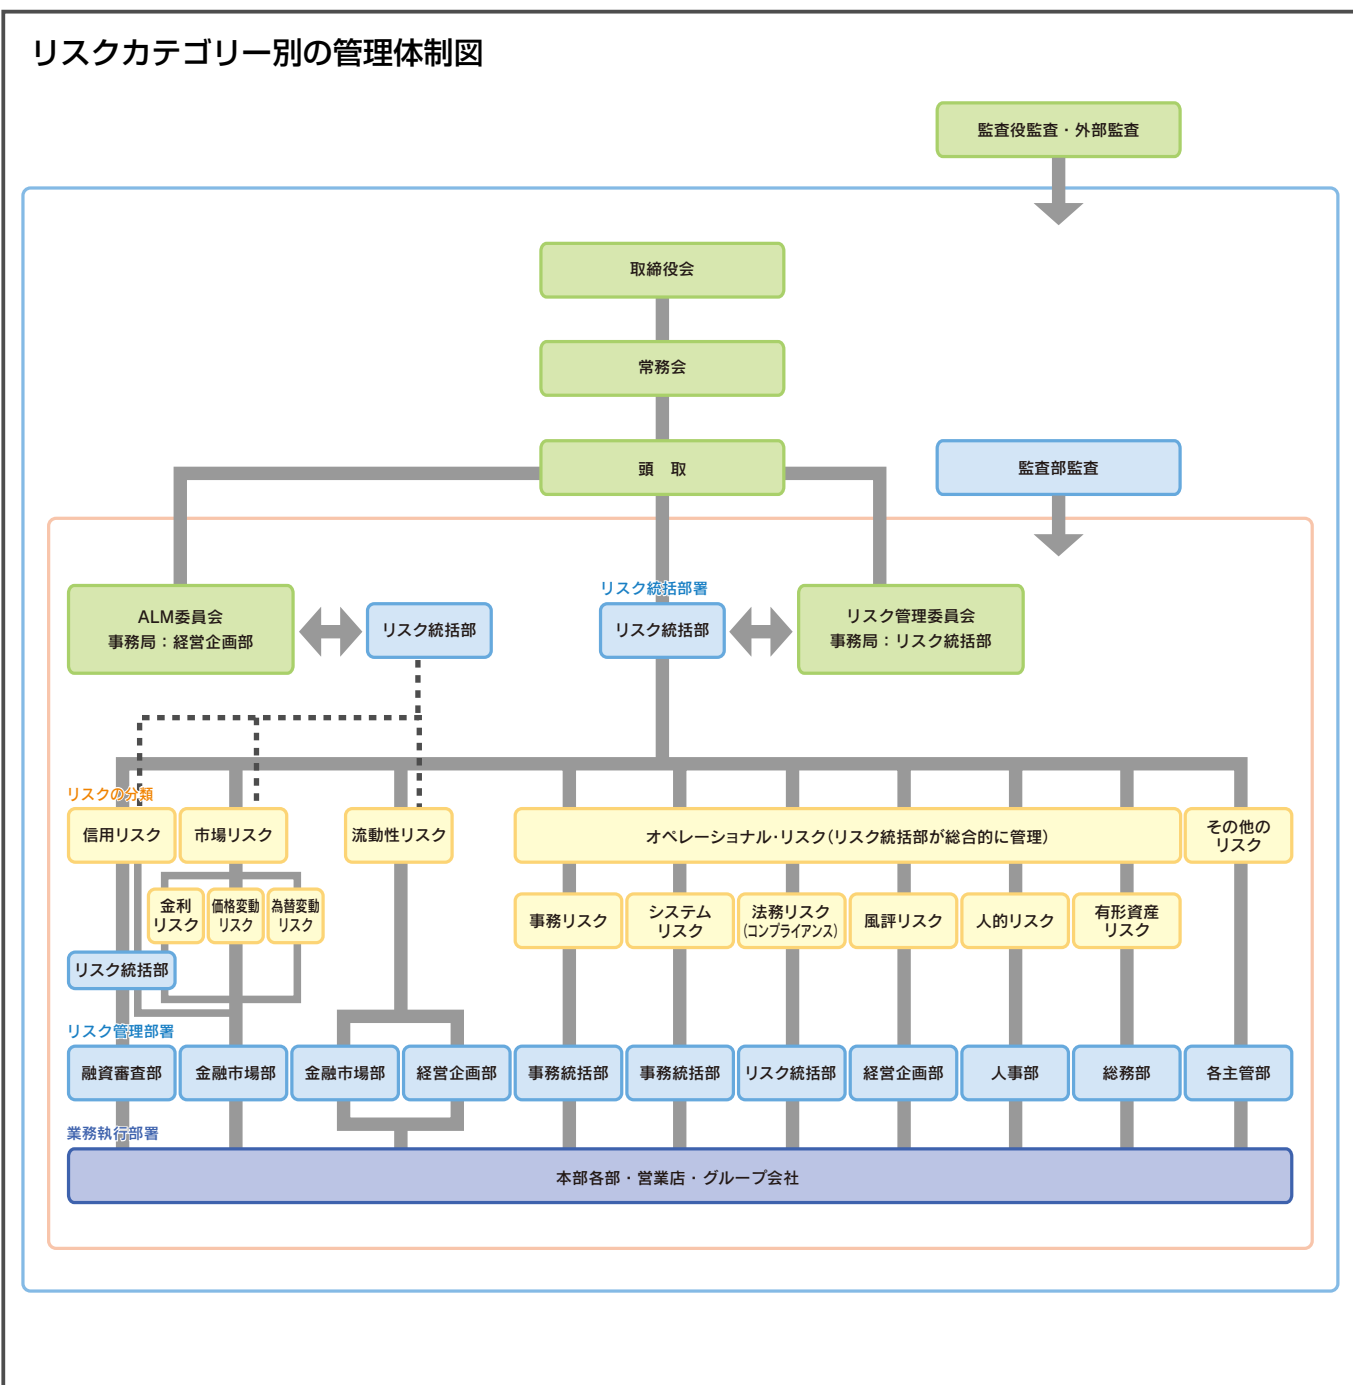 リスクカテゴリー別の管理体制図
監査役監査・外部監査
取締役会
常務会
頭　取
監査部監査
リスク統括部署
ALM委員会
事務局：経営企画部
リスク統括部
リスク統括部
リスク管理委員会
事務局：リスク統括部
リスクの分類
信用リスク
市場リスク
流動性リスク
オペレーショナル・リスク（リスク統括部が総合的に管理）
その他の
リスク
金利
リスク
価格変動
リスク
為替変動
リスク
事務リスク
システム
リスク
法務リスク
（コンプライアンス）
風評リスク
人的リスク
有形資産
リスク
リスク統括部
リスク管理部署
融資審査部
金融市場部
金融市場部
経営企画部
事務統括部
事務統括部
リスク統括部
経営企画部
人事部
総務部
各主管部
業務執行部署
本部各部・営業店・グループ会社